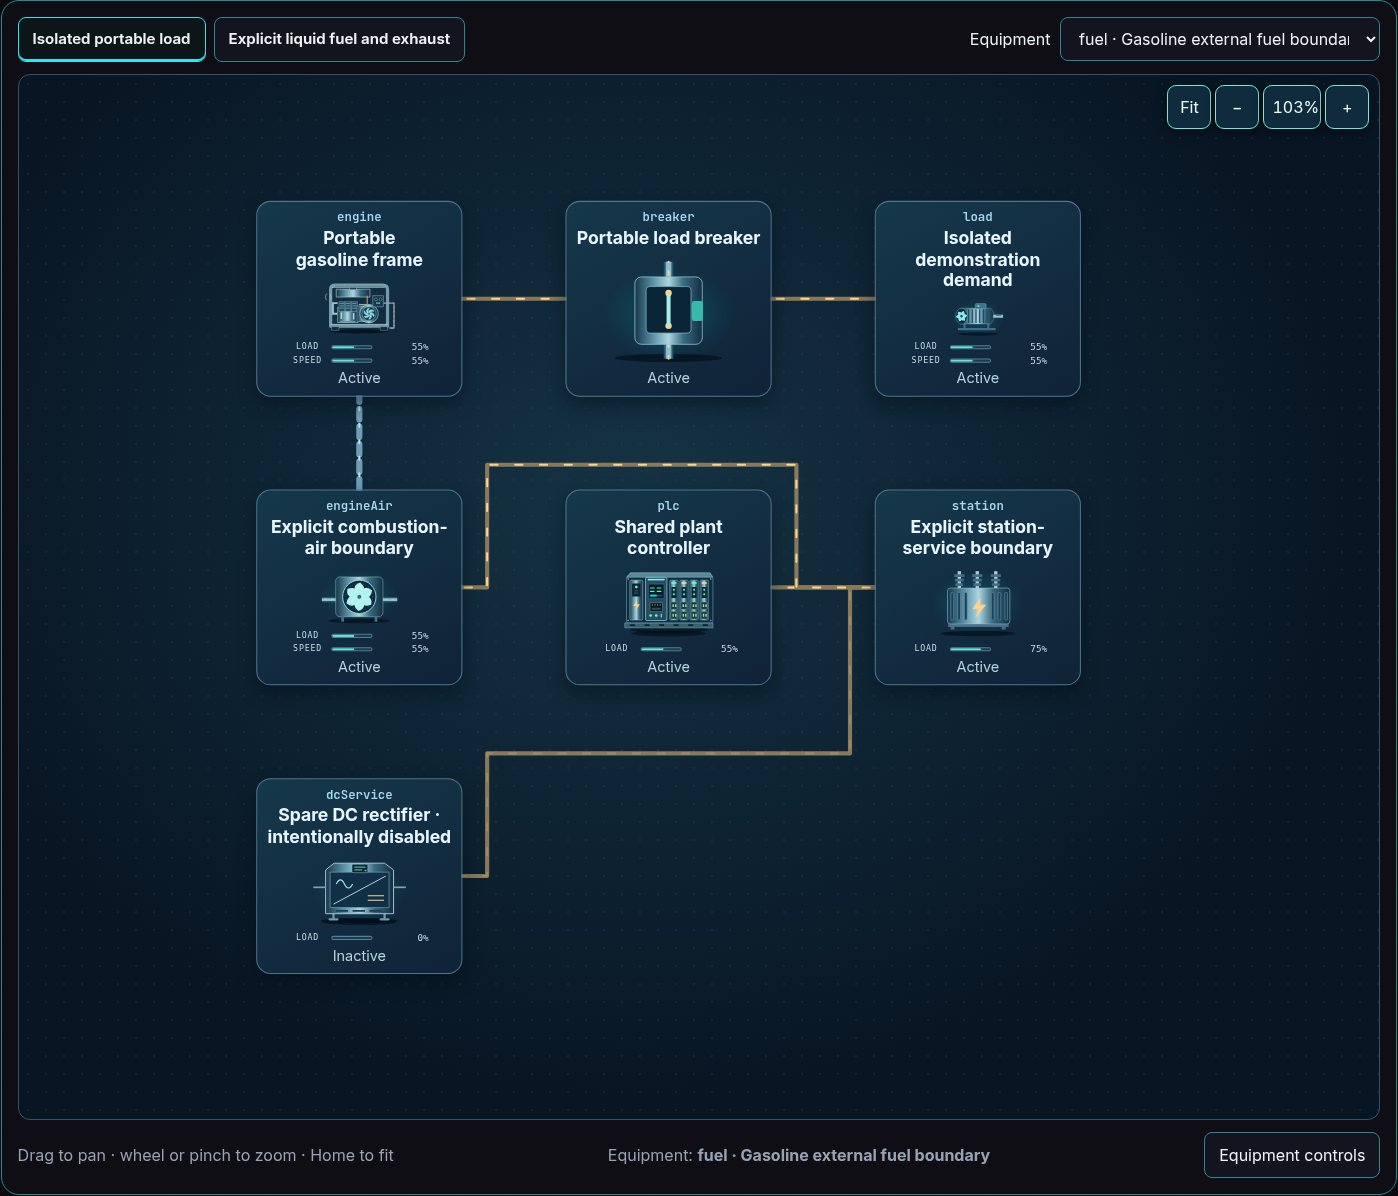 Isolated portable load
Explicit liquid fuel and exhaust
Equipment
fuel · Gasoline external fuel boundar
Fit
−
103%
+
engine
Portable
gasoline frame
LOAD 55%
SPEED 55%
Active
breaker
Portable load breaker
Active
load
Isolated
demonstration
demand
LOAD 55%
SPEED 55%
Active
engineAir
Explicit combustion-
air boundary
LOAD 55%
SPEED 55%
Active
plc
Shared plant
controller
LOAD 55%
Active
station
Explicit station-
service boundary
LOAD 75%
Active
dcService
Spare DC rectifier ·
intentionally disabled
LOAD 0%
Inactive
Drag to pan · wheel or pinch to zoom · Home to fit
Equipment: fuel · Gasoline external fuel boundary
Equipment controls